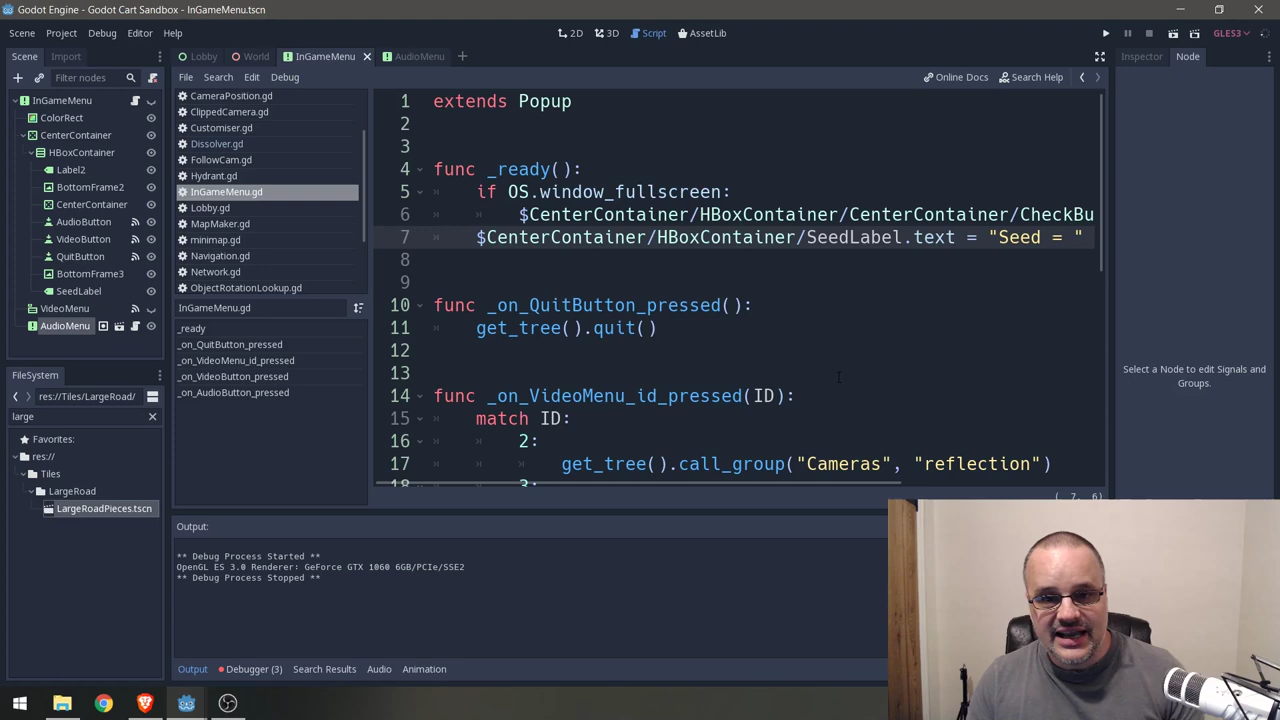 Godot Engine - Godot Cart Sandbox - InGameMenu.tscn
Scene Project Debug Editor Help
2D 3D Script AssetLib
GLES3
Scene Import
Filter nodes
InGameMenu
ColorRect
CenterContainer
HBoxContainer
Label2
BottomFrame2
CenterContainer
AudioButton
VideoButton
QuitButton
BottomFrame3
SeedLabel
VideoMenu
AudioMenu
FileSystem
res://Tiles/LargeRoad/
large
Favorites:
res://
Tiles
LargeRoad
LargeRoadPieces.tscn
Lobby World InGameMenu AudioMenu
File Search Edit Debug
Online Docs Search Help
CameraPosition.gd
ClippedCamera.gd
Customiser.gd
Dissolver.gd
FollowCam.gd
Hydrant.gd
InGameMenu.gd
Lobby.gd
MapMaker.gd
minimap.gd
Navigation.gd
Network.gd
ObjectRotationLookup.gd
InGameMenu.gd
_ready
_on_QuitButton_pressed
_on_VideoMenu_id_pressed
_on_VideoButton_pressed
_on_AudioButton_pressed
1 extends Popup
2
3
4 func _ready():
5 if OS.window_fullscreen:
6 $CenterContainer/HBoxContainer/CenterContainer/CheckBu
7 $CenterContainer/HBoxContainer/SeedLabel.text = "Seed = "
8
9
10 func _on_QuitButton_pressed():
11 get_tree().quit()
12
13
14 func _on_VideoMenu_id_pressed(ID):
15 match ID:
16 2:
17 get_tree().call_group("Cameras", "reflection")
18 3:
( 7, 6)
Inspector Node
Select a Node to edit Signals and
Groups.
Output:
** Debug Process Started **
OpenGL ES 3.0 Renderer: GeForce GTX 1060 6GB/PCIe/SSE2
** Debug Process Stopped **
Output Debugger (3) Search Results Audio Animation